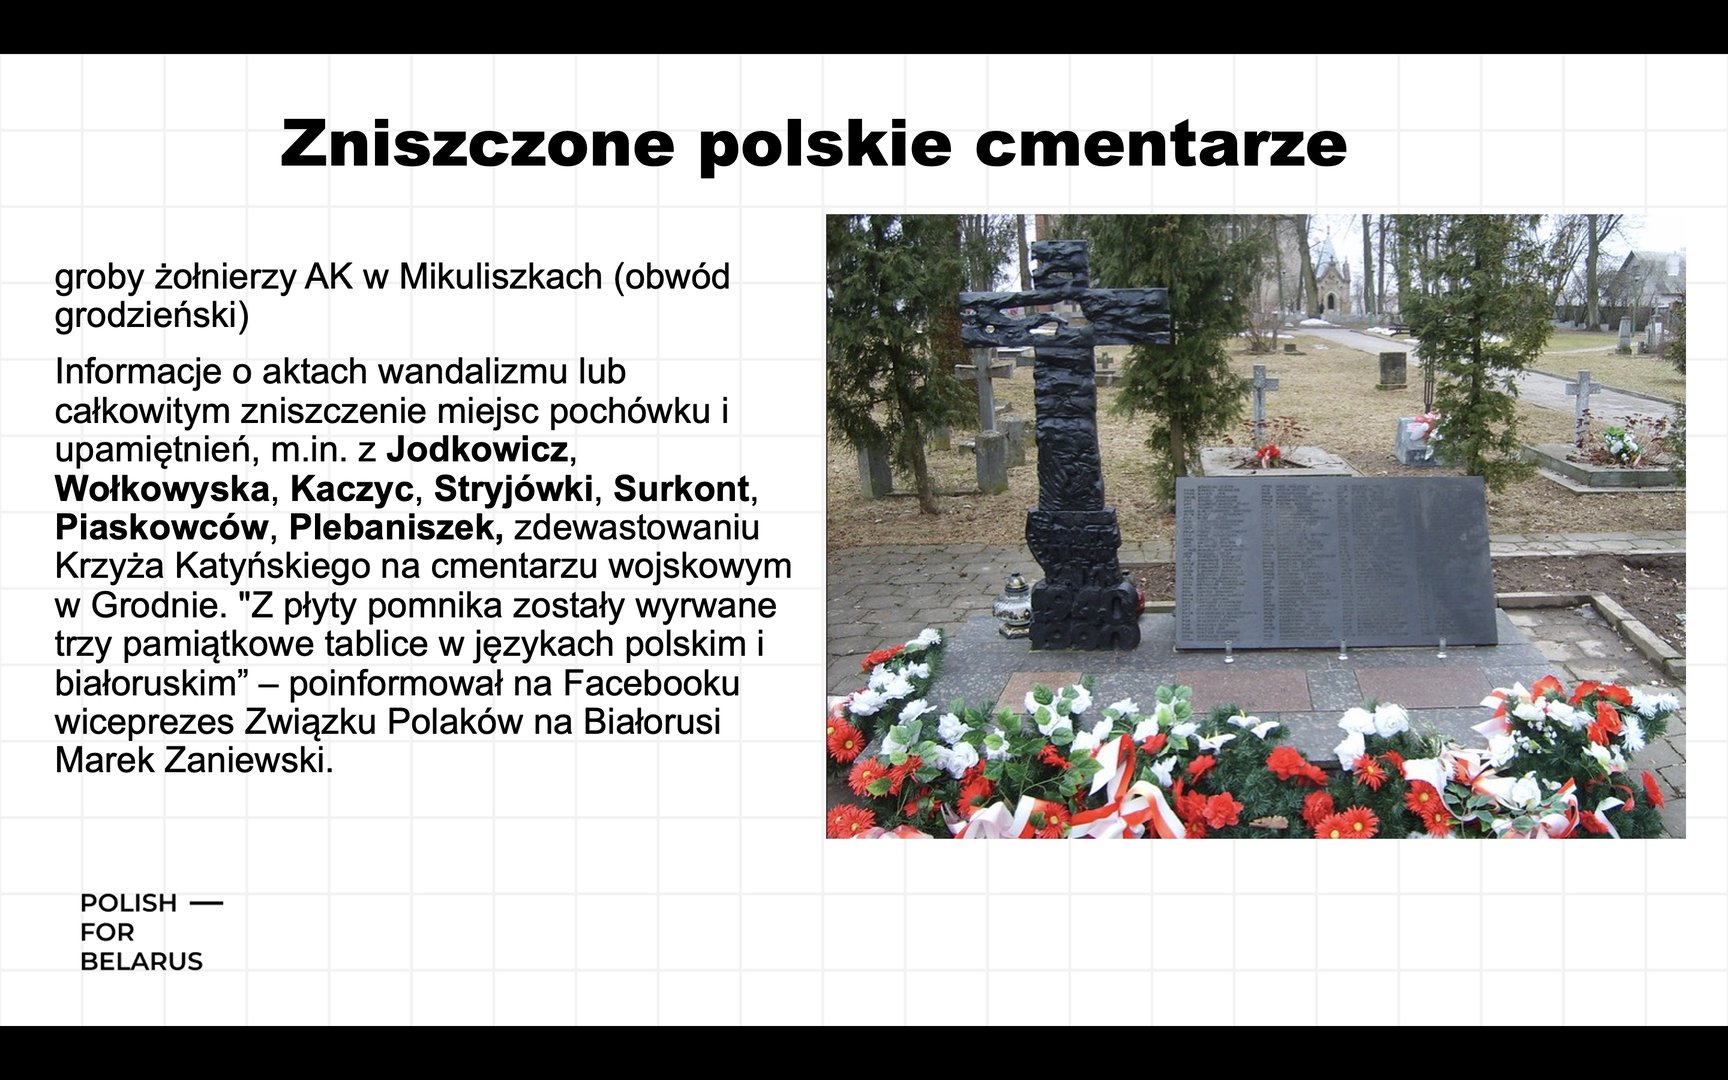 Zniszczone polskie cmentarze
groby żołnierzy AK w Mikuliszkach (obwód
grodzieński)
Informacje o aktach wandalizmu lub
całkowitym zniszczenie miejsc pochówku i
upamiętnień, m.in. z Jodkowicz,
Wołkowyska, Kaczyc, Stryjówki, Surkont,
Piaskowców, Plebaniszek, zdewastowaniu
Krzyża Katyńskiego na cmentarzu wojskowym
w Grodnie. "Z płyty pomnika zostały wyrwane
trzy pamiątkowe tablice w językach polskim i
białoruskim” – poinformował na Facebooku
wiceprezes Związku Polaków na Białorusi
Marek Zaniewski.
POLISH —
FOR
BELARUS